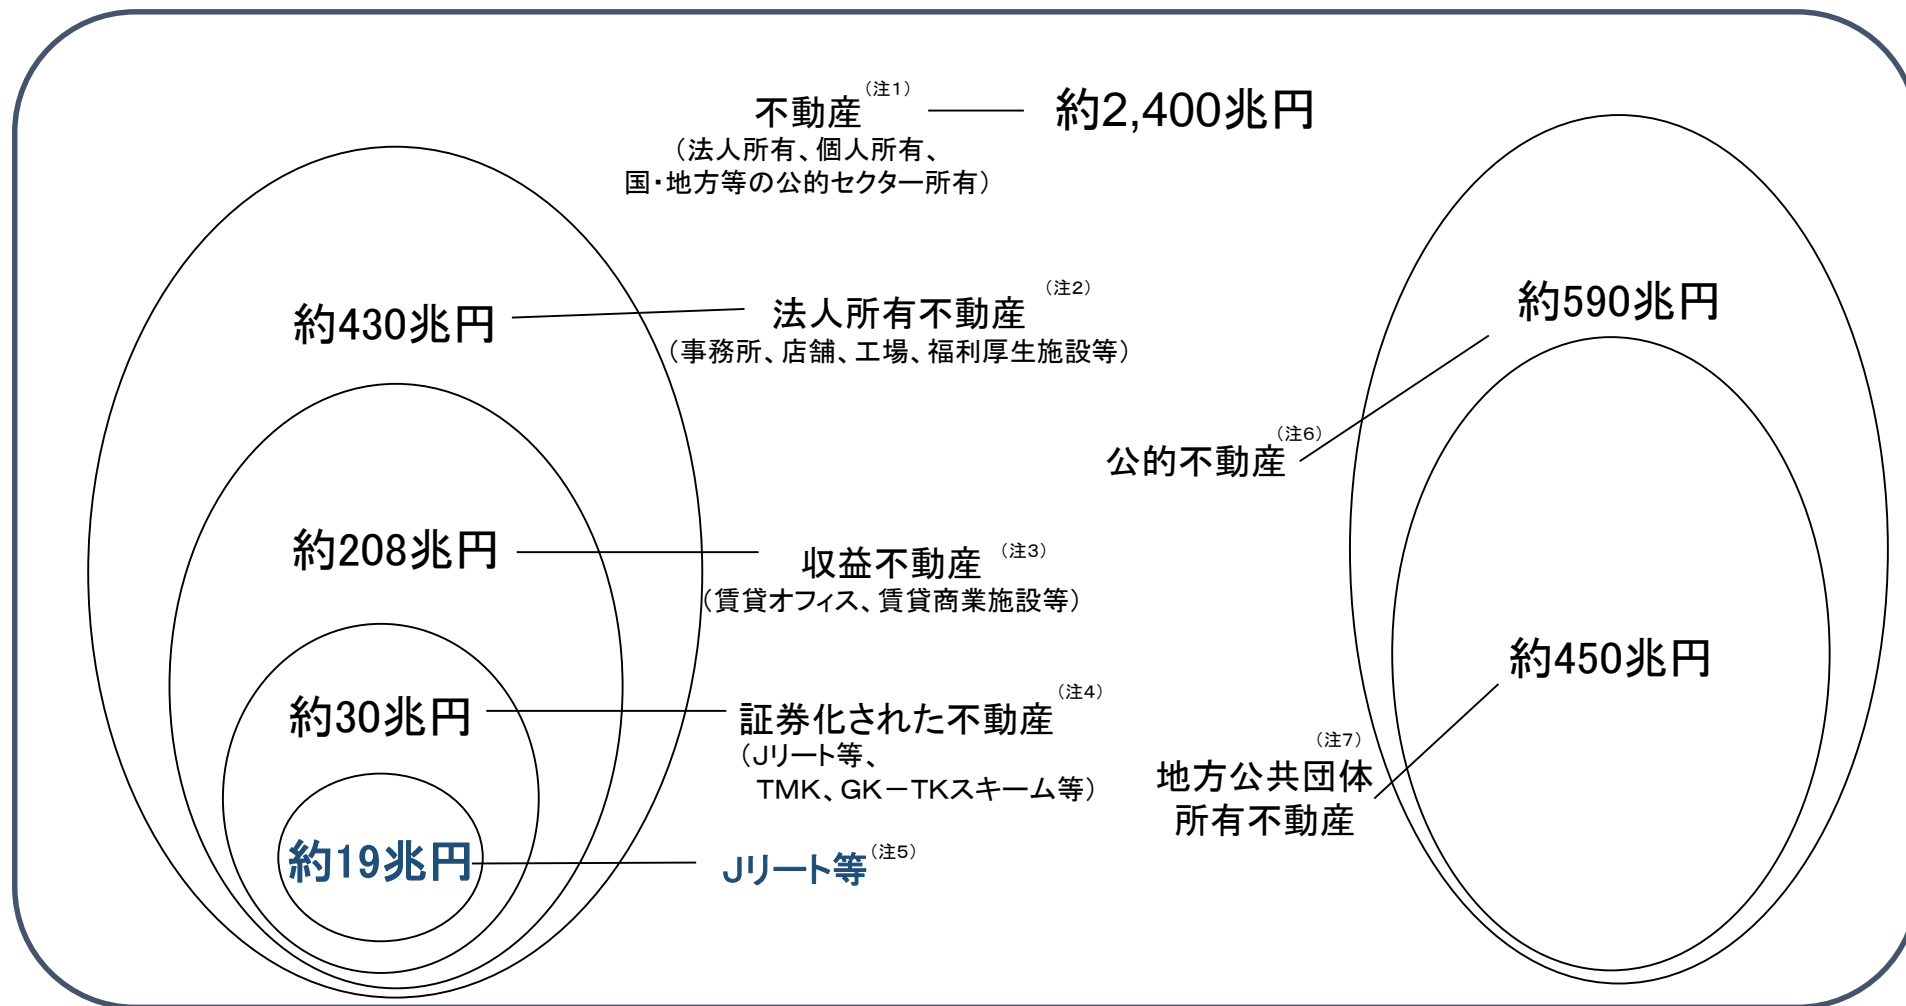 不動産（注1） 約2,400兆円
（法人所有、個人所有、
国・地方等の公的セクター所有）
約430兆円 法人所有不動産（注2）
（事務所、店舗、工場、福利厚生施設等）
約208兆円 収益不動産（注3）
（賃貸オフィス、賃貸商業施設等）
約30兆円 証券化された不動産（注4）
（Jリート等、
TMK、GK－TKスキーム等）
約19兆円 Jリート等（注5）
約590兆円
公的不動産（注6）
約450兆円
地方公共団体（注7）
所有不動産